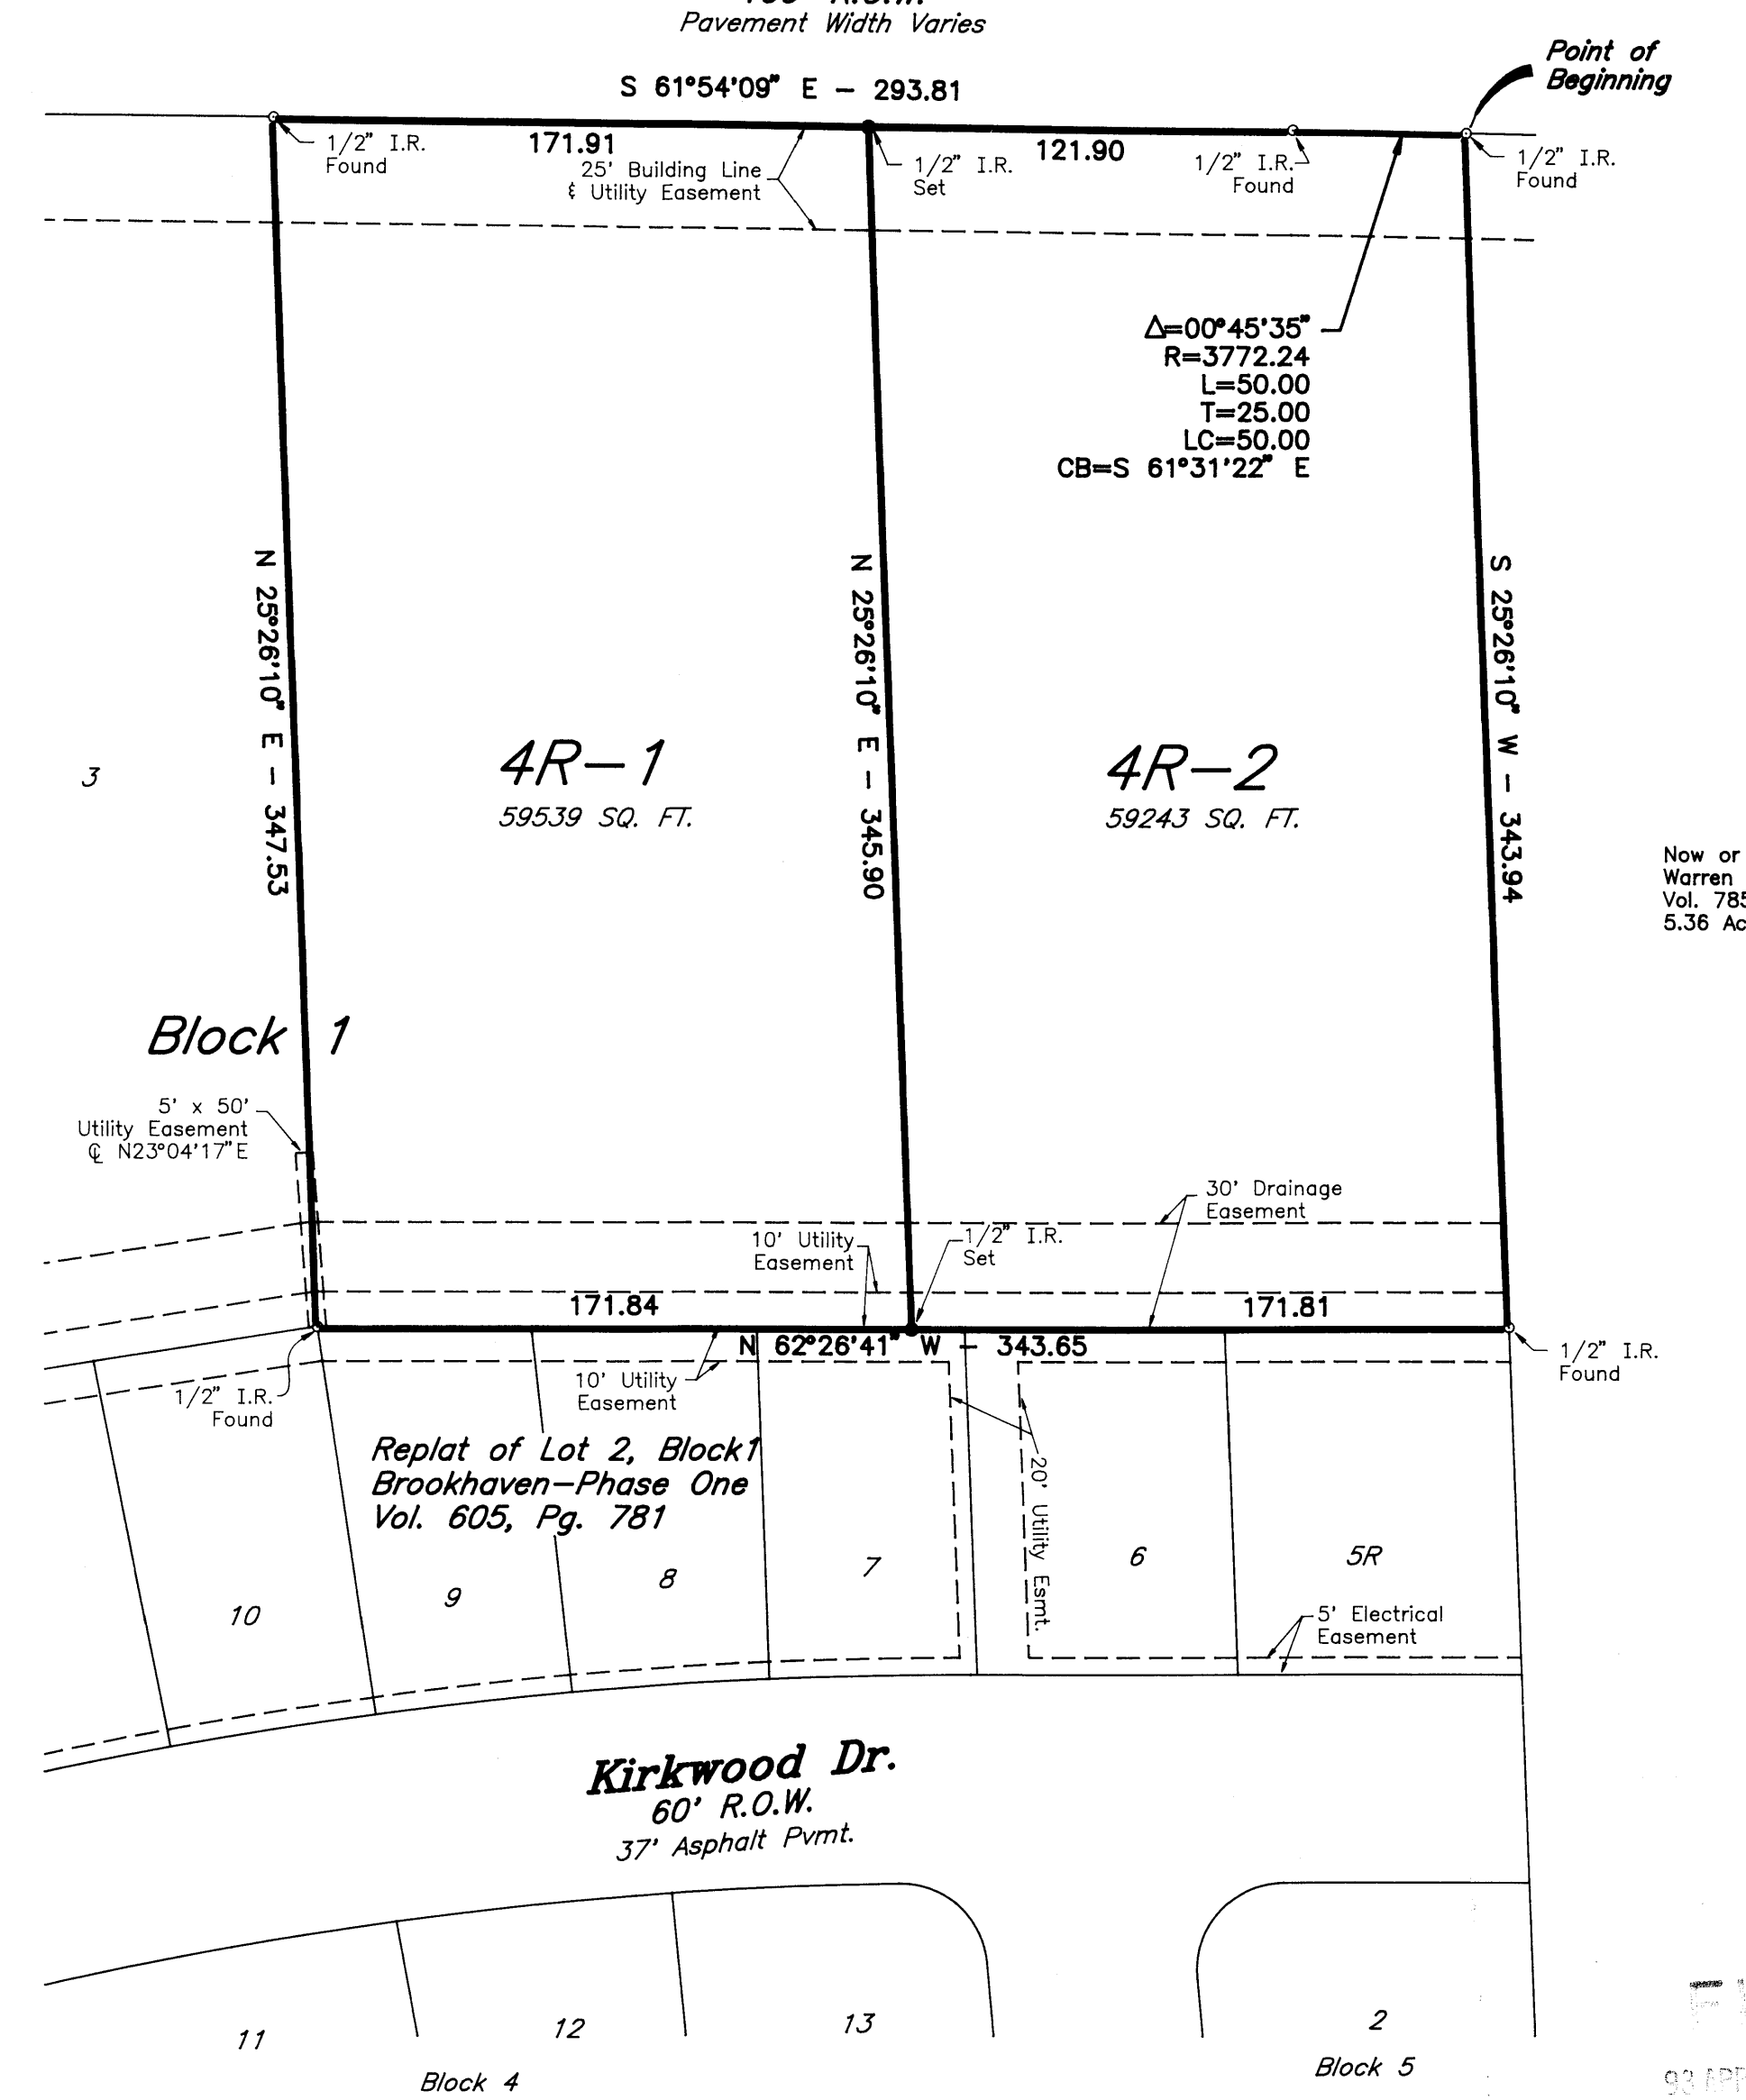 Pavement Width Varies
S 61°54'09" E – 293.81
Point of
Beginning
1/2" I.R.
Found
171.91
25' Building Line
& Utility Easement
1/2" I.R.
Set
121.90
1/2" I.R.
Found
1/2" I.R.
Found
Δ=00°45'35"
R=3772.24
L=50.00
T=25.00
LC=50.00
CB=S 61°31'22" E
N 25°26'10" E – 347.53
N 25°26'10" E – 345.90
S 25°26'10" W – 343.94
3
4R–1
59539 SQ. FT.
4R–2
59243 SQ. FT.
Now or
Warren
Vol. 785
5.36 Ac
Block 1
5' x 50'
Utility Easement
℄ N23°04'17"E
30' Drainage
Easement
10' Utility
Easement
1/2" I.R.
Set
171.84
171.81
N 62°26'41" W – 343.65
1/2" I.R.
Found
10' Utility
Easement
1/2" I.R.
Found
Replat of Lot 2, Block1
Brookhaven–Phase One
Vol. 605, Pg. 781
20' Utility Esmt.
10
9
8
7
6
5R
5' Electrical
Easement
Kirkwood Dr.
60' R.O.W.
37' Asphalt Pvmt.
11
12
13
2
Block 4
Block 5